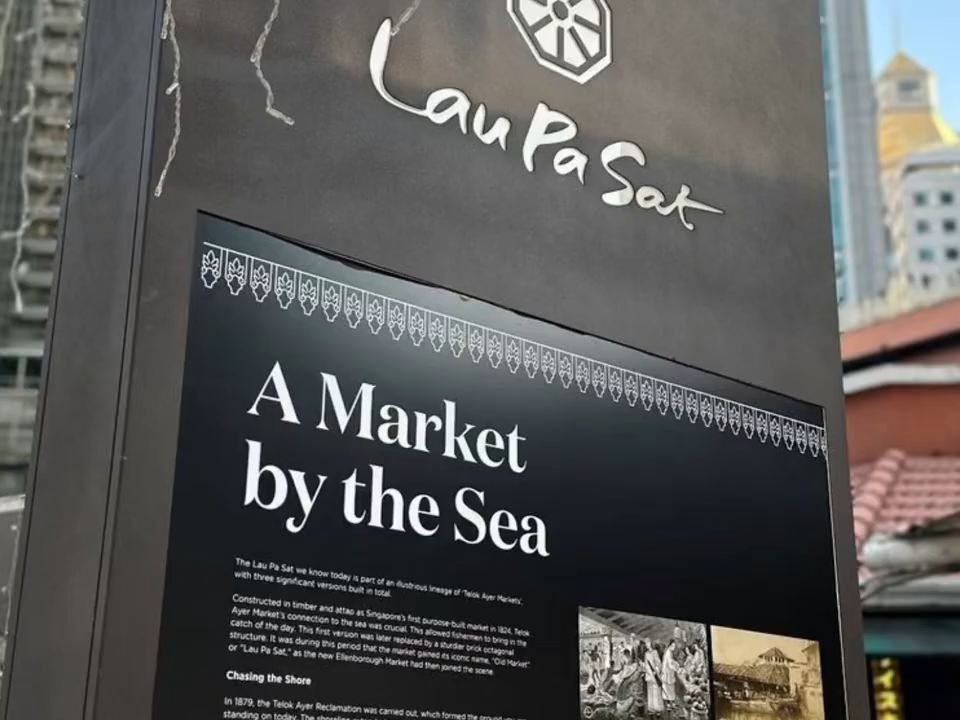 Lau Pa Sat
A Market
by the Sea
The Lau Pa Sat we know today is part of an illustrious lineage of 'Telok Ayer Markets',
with three significant versions built in total.
Constructed in timber and attap as Singapore's first purpose-built market in 1824, Telok
Ayer Market's connection to the sea was crucial. This allowed fishermen to bring in the
catch of the day. This first version was later replaced by a sturdier brick octagonal
structure. It was during this period that the market gained its iconic name, "Old Market"
or "Lau Pa Sat," as the new Ellenborough Market had then joined the scene
Chasing the Shore
In 1879, the Telok Ayer Reclamation was carried out, which formed the ground you are
standing on today. The shoreline